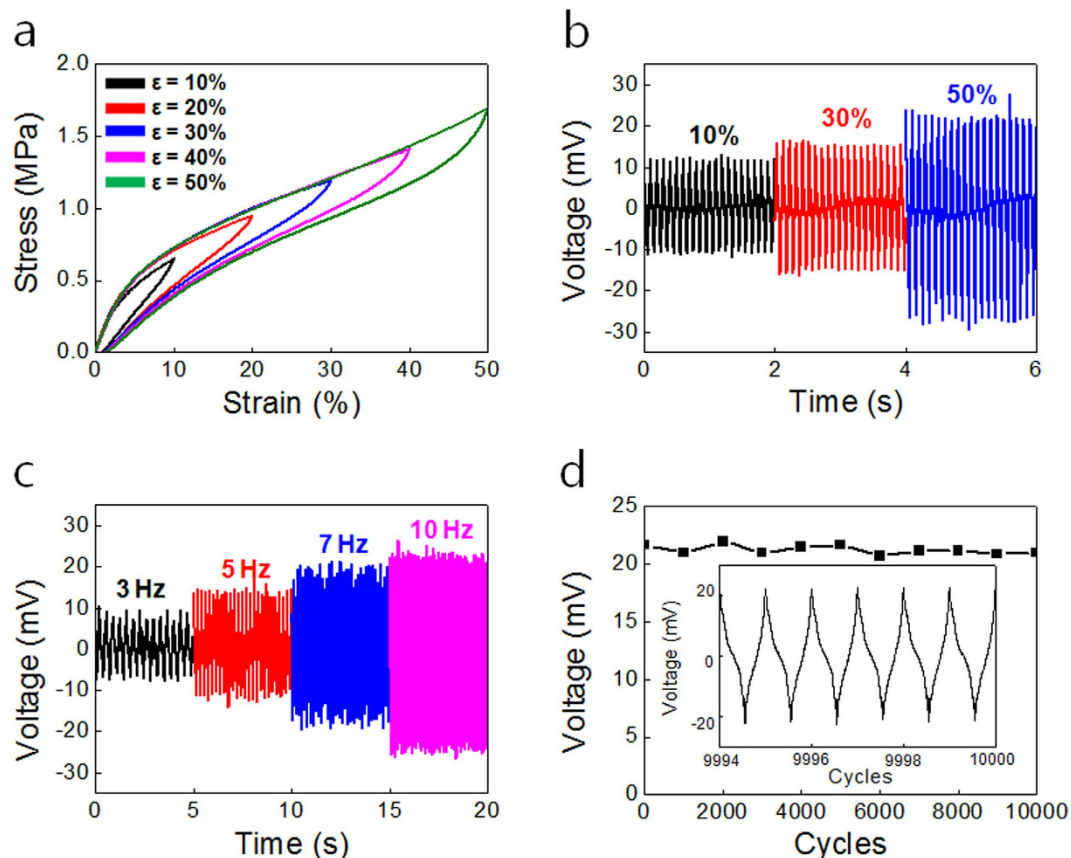 a
2.0
1.5
1.0
0.5
0.0
Stress (MPa)
ε = 10%
ε = 20%
ε = 30%
ε = 40%
ε = 50%
0 10 20 30 40 50
Strain (%)
b
30
20
10
0
-10
-20
-30
Voltage (mV)
10%
30%
50%
0 2 4 6
Time (s)
c
30
20
10
0
-10
-20
-30
Voltage (mV)
3 Hz
5 Hz
7 Hz
10 Hz
0 5 10 15 20
Time (s)
d
25
20
15
10
5
0
Voltage (mV)
20
0
-20
Voltage (mV)
9994 9996 9998 10000
Cycles
0 2000 4000 6000 8000 10000
Cycles